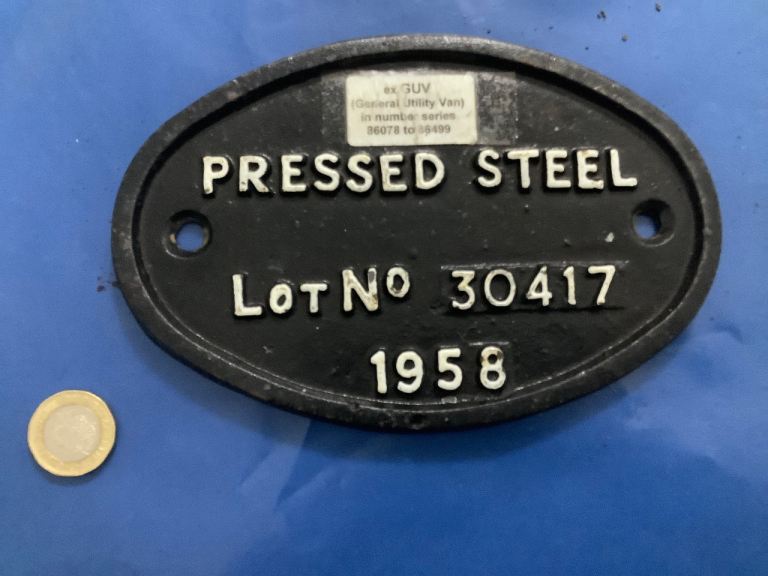 ex GUV
(General Utility Van)
in number series
86078 to 86499
PRESSED STEEL
LOT NO 30417
1958